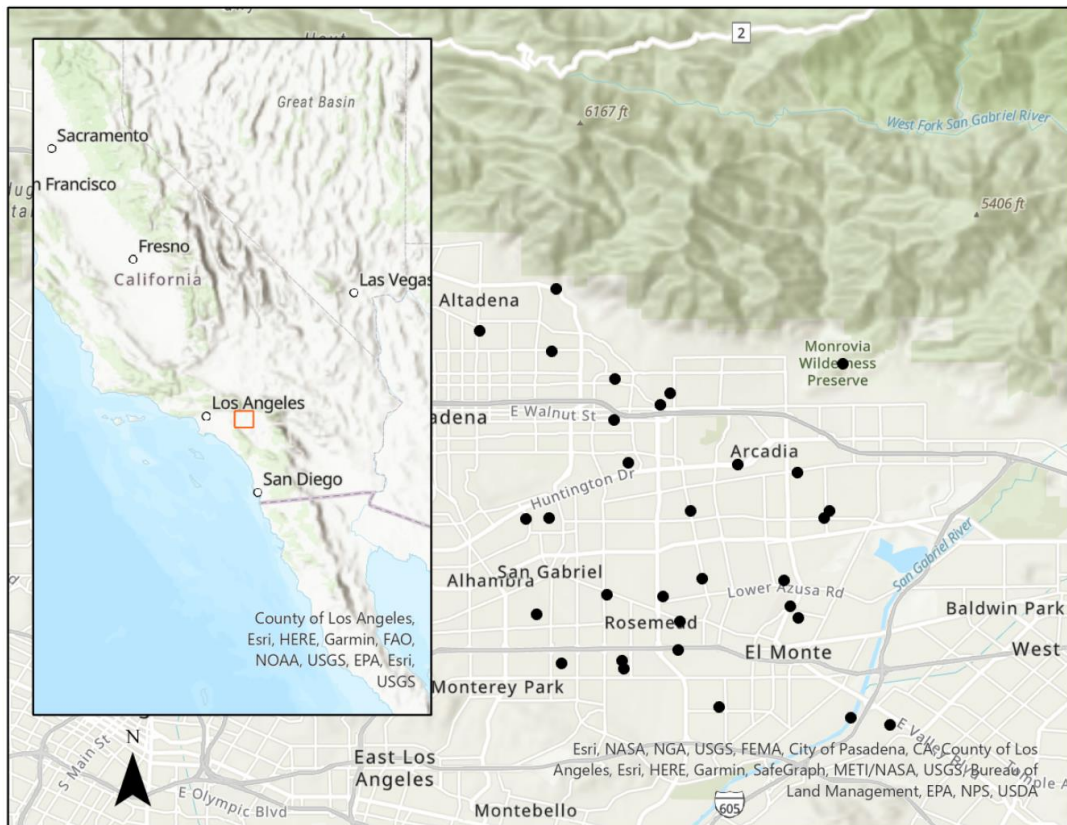 2
6167 ft
West Fork San Gabriel River
5406 ft
Great Basin
Sacramento
n Francisco
Fresno
California
Las Vegas
Los Angeles
San Diego
County of Los Angeles,
Esri, HERE, Garmin, FAO,
NOAA, USGS, EPA, Esri,
USGS
Altadena
Monrovia
Wilderness
Preserve
E Walnut St
adena
Arcadia
Huntington Dr
San Gabriel River
San Gabriel
Alhambra
Lower Azusa Rd
Baldwin Park
Rosemead
El Monte
West
Monterey Park
E Valley Blvd
N
S Main St
East Los
Angeles
E Olympic Blvd
Montebello
605
Esri, NASA, NGA, USGS, FEMA, City of Pasadena, CA, County of Los
Angeles, Esri, HERE, Garmin, SafeGraph, METI/NASA, USGS, Bureau of
Land Management, EPA, NPS, USDA